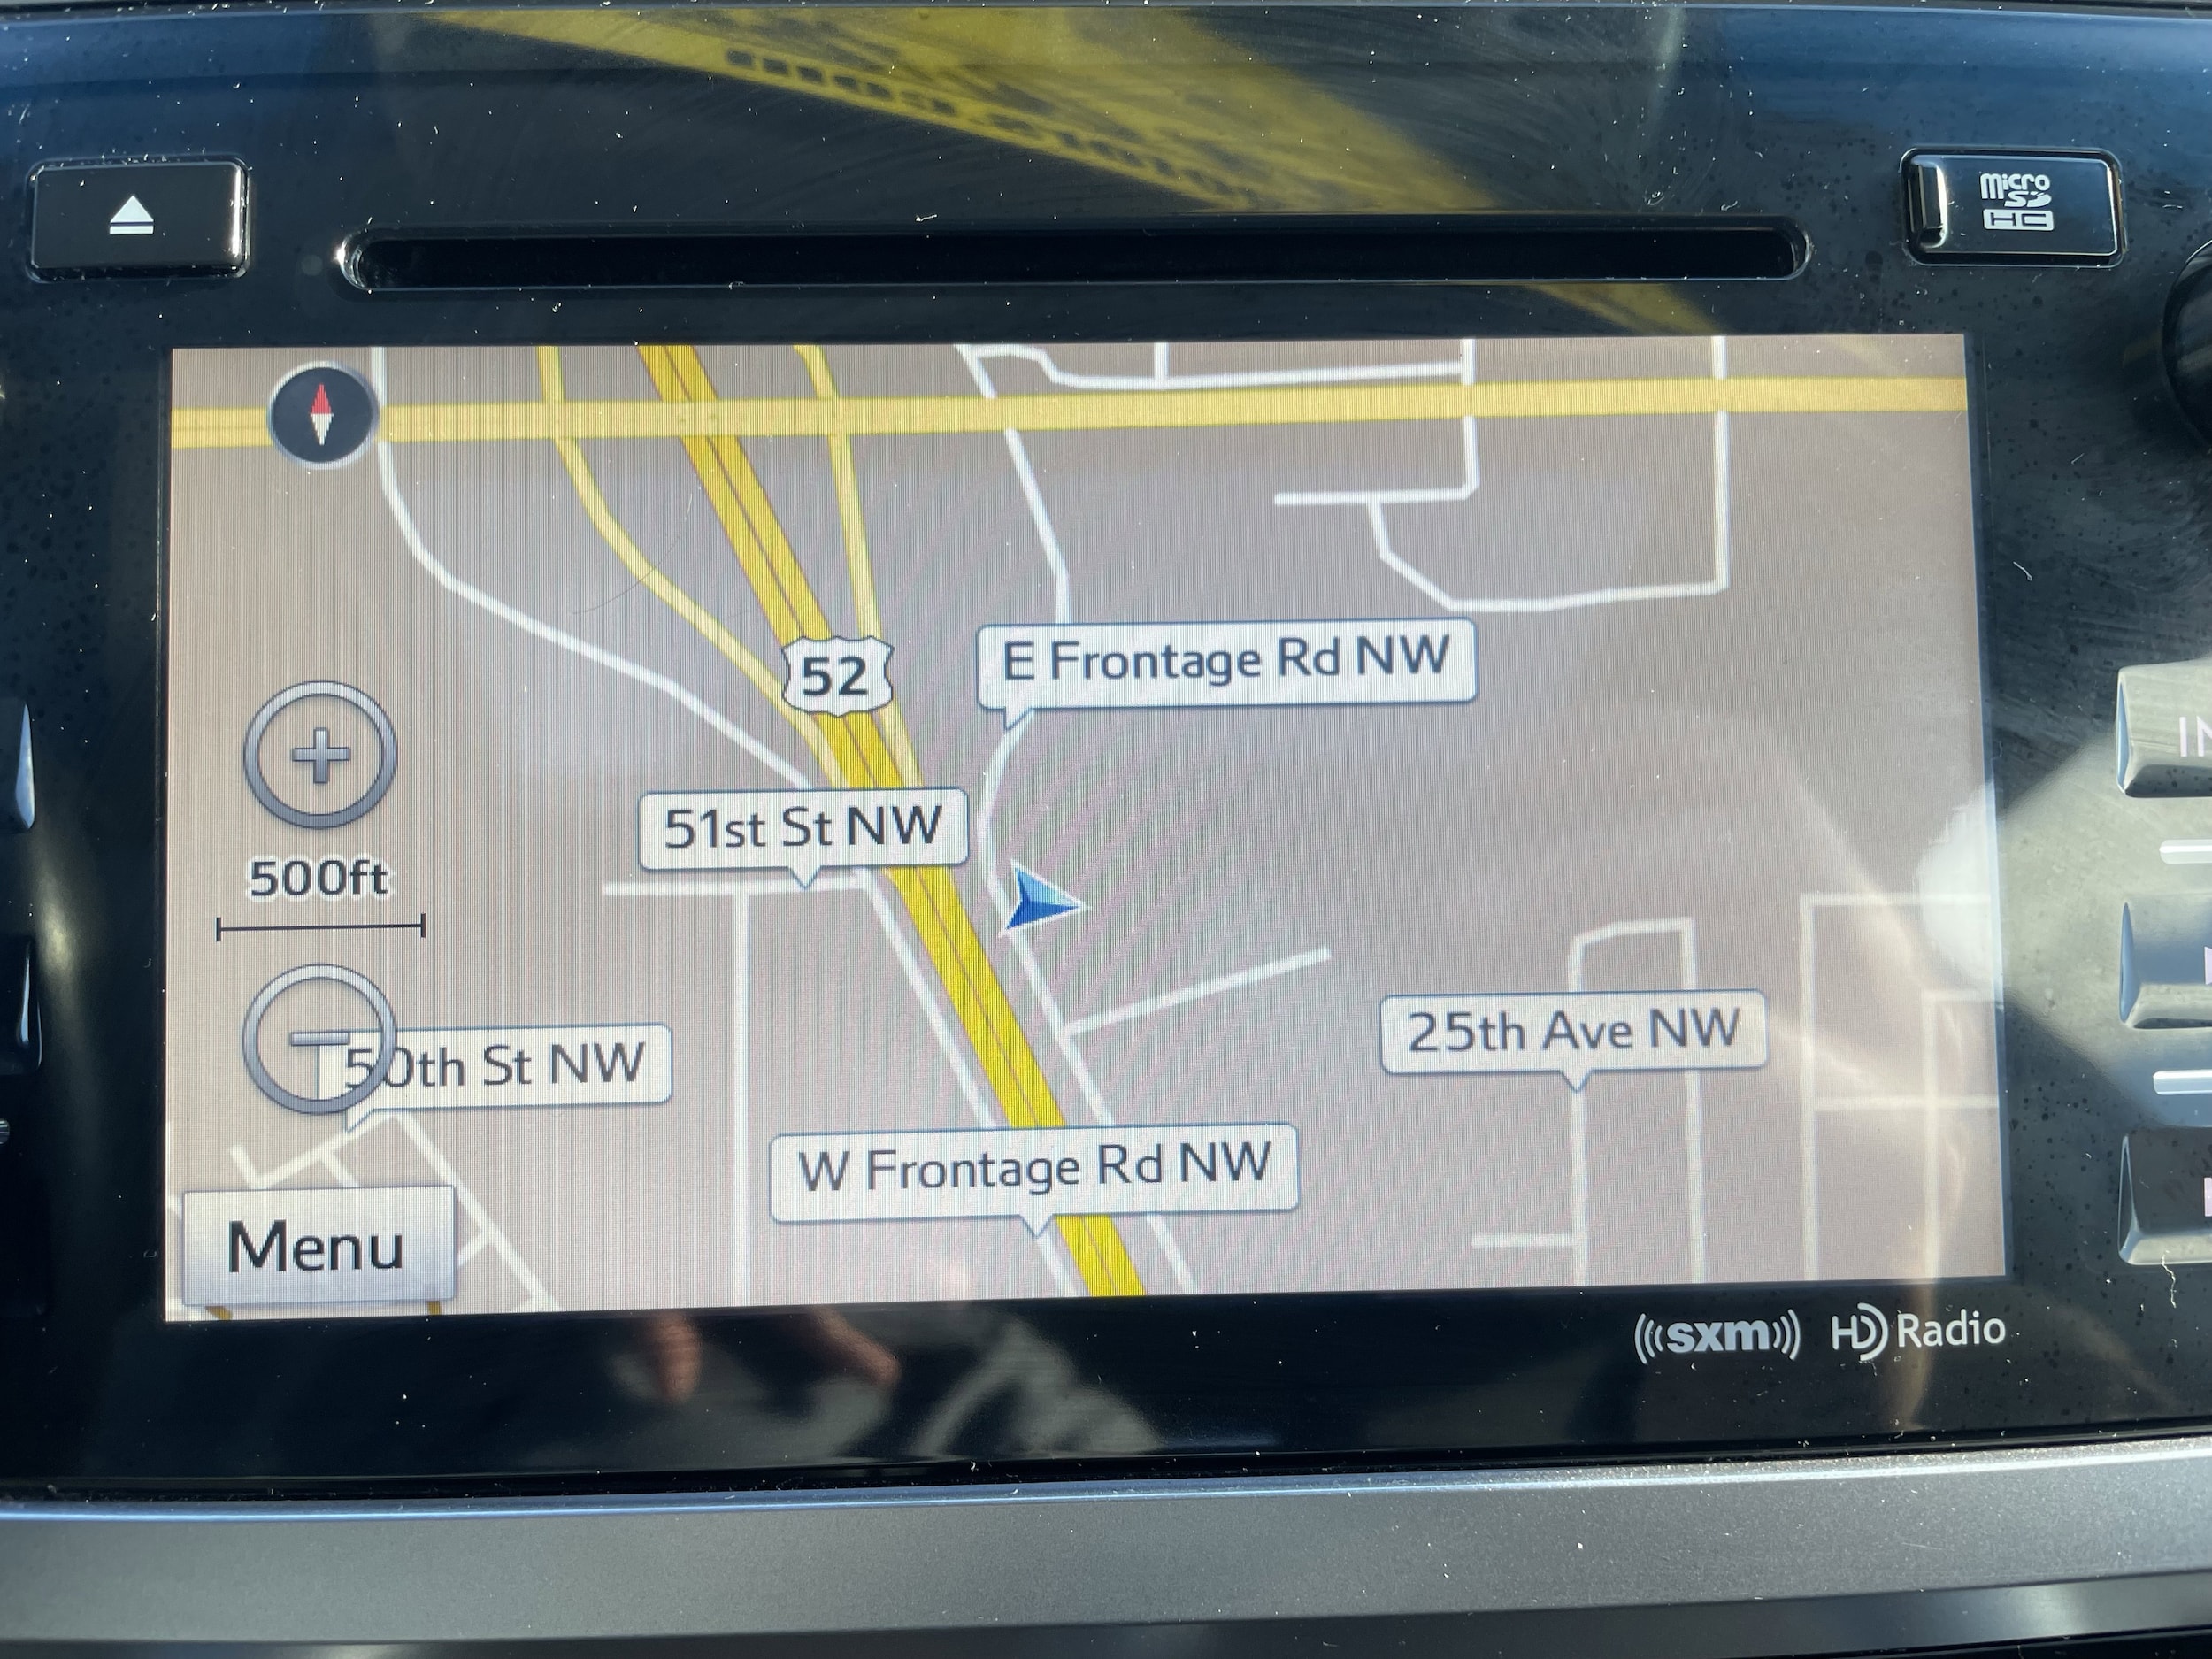 micro
SD
HC
52
E Frontage Rd NW
51st St NW
500ft
50th St NW
25th Ave NW
W Frontage Rd NW
Menu
((sxm)) HD Radio